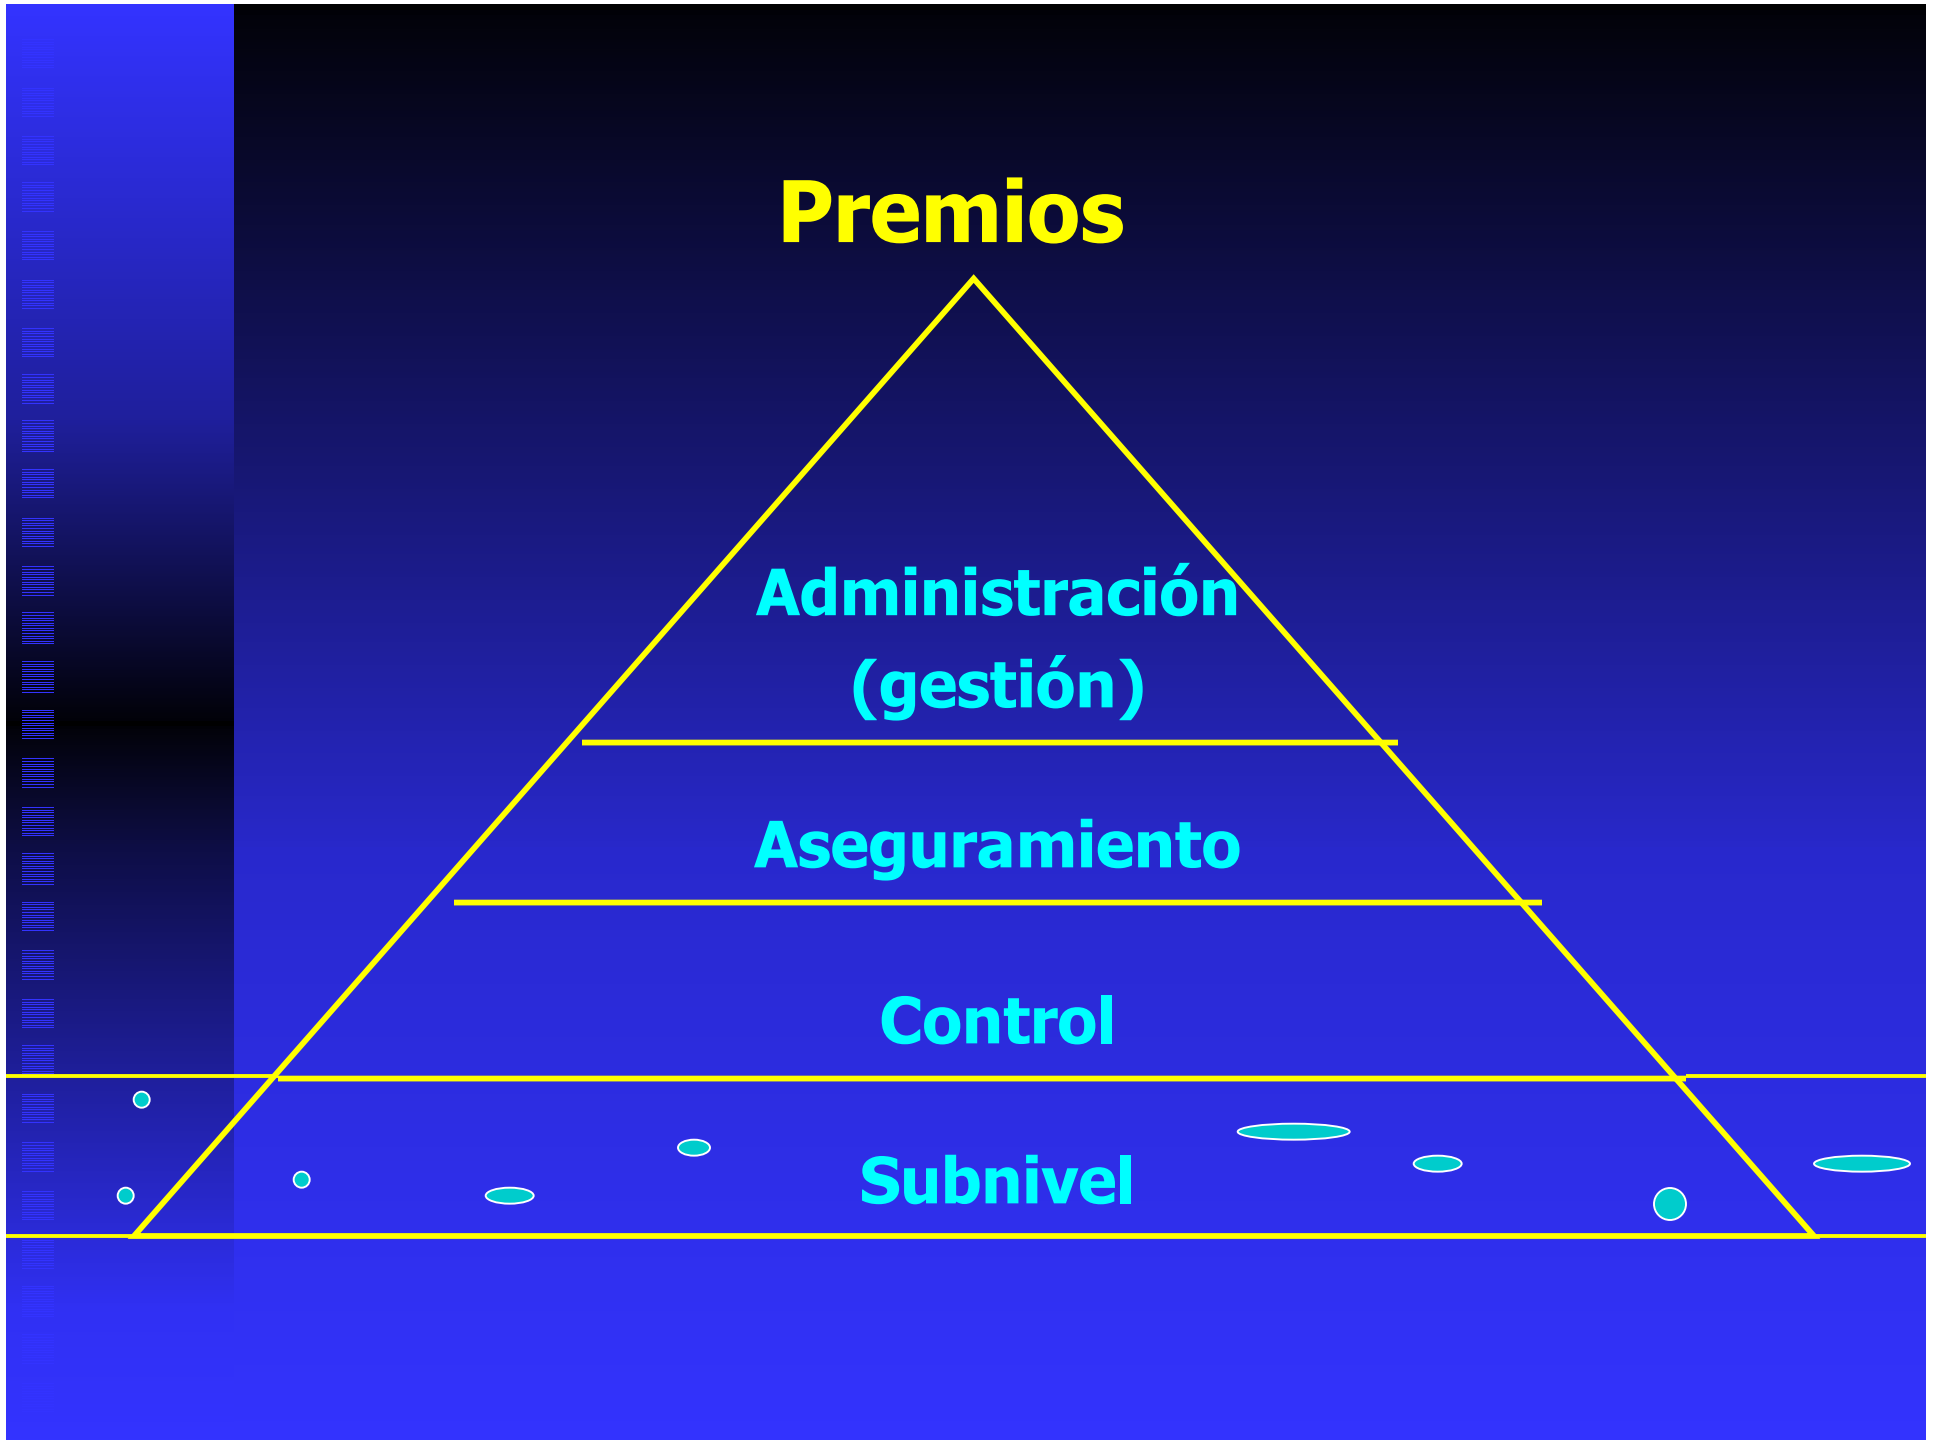 Premios
Administración
(gestión)
Aseguramiento
Control
Subnivel